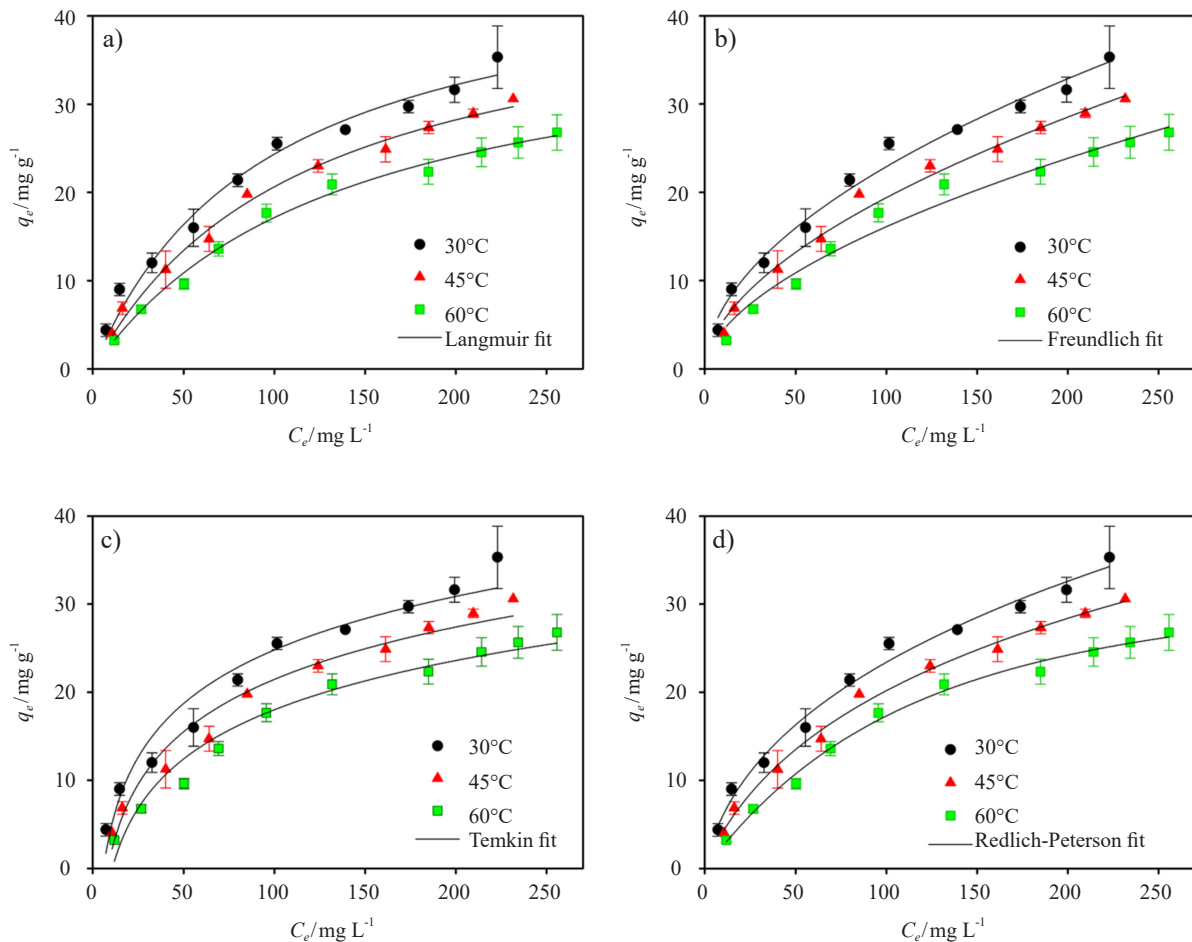 a)
40
30
20
10
0
qₑ/mg g⁻¹
30°C
45°C
60°C
Langmuir fit
0 50 100 150 200 250
Cₑ/mg L⁻¹
b)
40
30
20
10
0
qₑ/mg g⁻¹
30°C
45°C
60°C
Freundlich fit
0 50 100 150 200 250
Cₑ/mg L⁻¹
c)
40
30
20
10
0
qₑ/mg g⁻¹
30°C
45°C
60°C
Temkin fit
0 50 100 150 200 250
Cₑ/mg L⁻¹
d)
40
30
20
10
0
qₑ/mg g⁻¹
30°C
45°C
60°C
Redlich-Peterson fit
0 50 100 150 200 250
Cₑ/mg L⁻¹